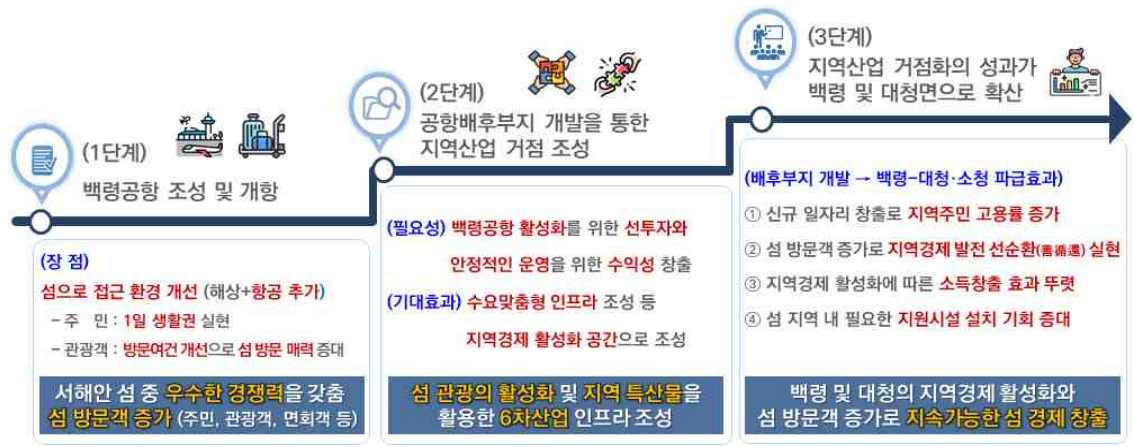 (1단계)
백령공항 조성 및 개항
(장 점)
섬으로 접근 환경 개선 (해상+항공 추가)
- 주 민 : 1일 생활권 실현
- 관광객 : 방문여건 개선으로 섬 방문 매력 증대
서해안 섬 중 우수한 경쟁력을 갖춤
섬 방문객 증가 (주민, 관광객, 면회객 등)
(2단계)
공항배후부지 개발을 통한
지역산업 거점 조성
(필요성) 백령공항 활성화를 위한 선투자와
안정적인 운영을 위한 수익성 창출
(기대효과) 수요맞춤형 인프라 조성 등
지역경제 활성화 공간으로 조성
섬 관광의 활성화 및 지역 특산물을
활용한 6차산업 인프라 조성
(3단계)
지역산업 거점화의 성과가
백령 및 대청면으로 확산
(배후부지 개발 → 백령-대청·소청 파급효과)
① 신규 일자리 창출로 지역주민 고용률 증가
② 섬 방문객 증가로 지역경제 발전 선순환(善循還) 실현
③ 지역경제 활성화에 따른 소득창출 효과 뚜렷
④ 섬 지역 내 필요한 지원시설 설치 기회 증대
백령 및 대청의 지역경제 활성화와
섬 방문객 증가로 지속가능한 섬 경제 창출